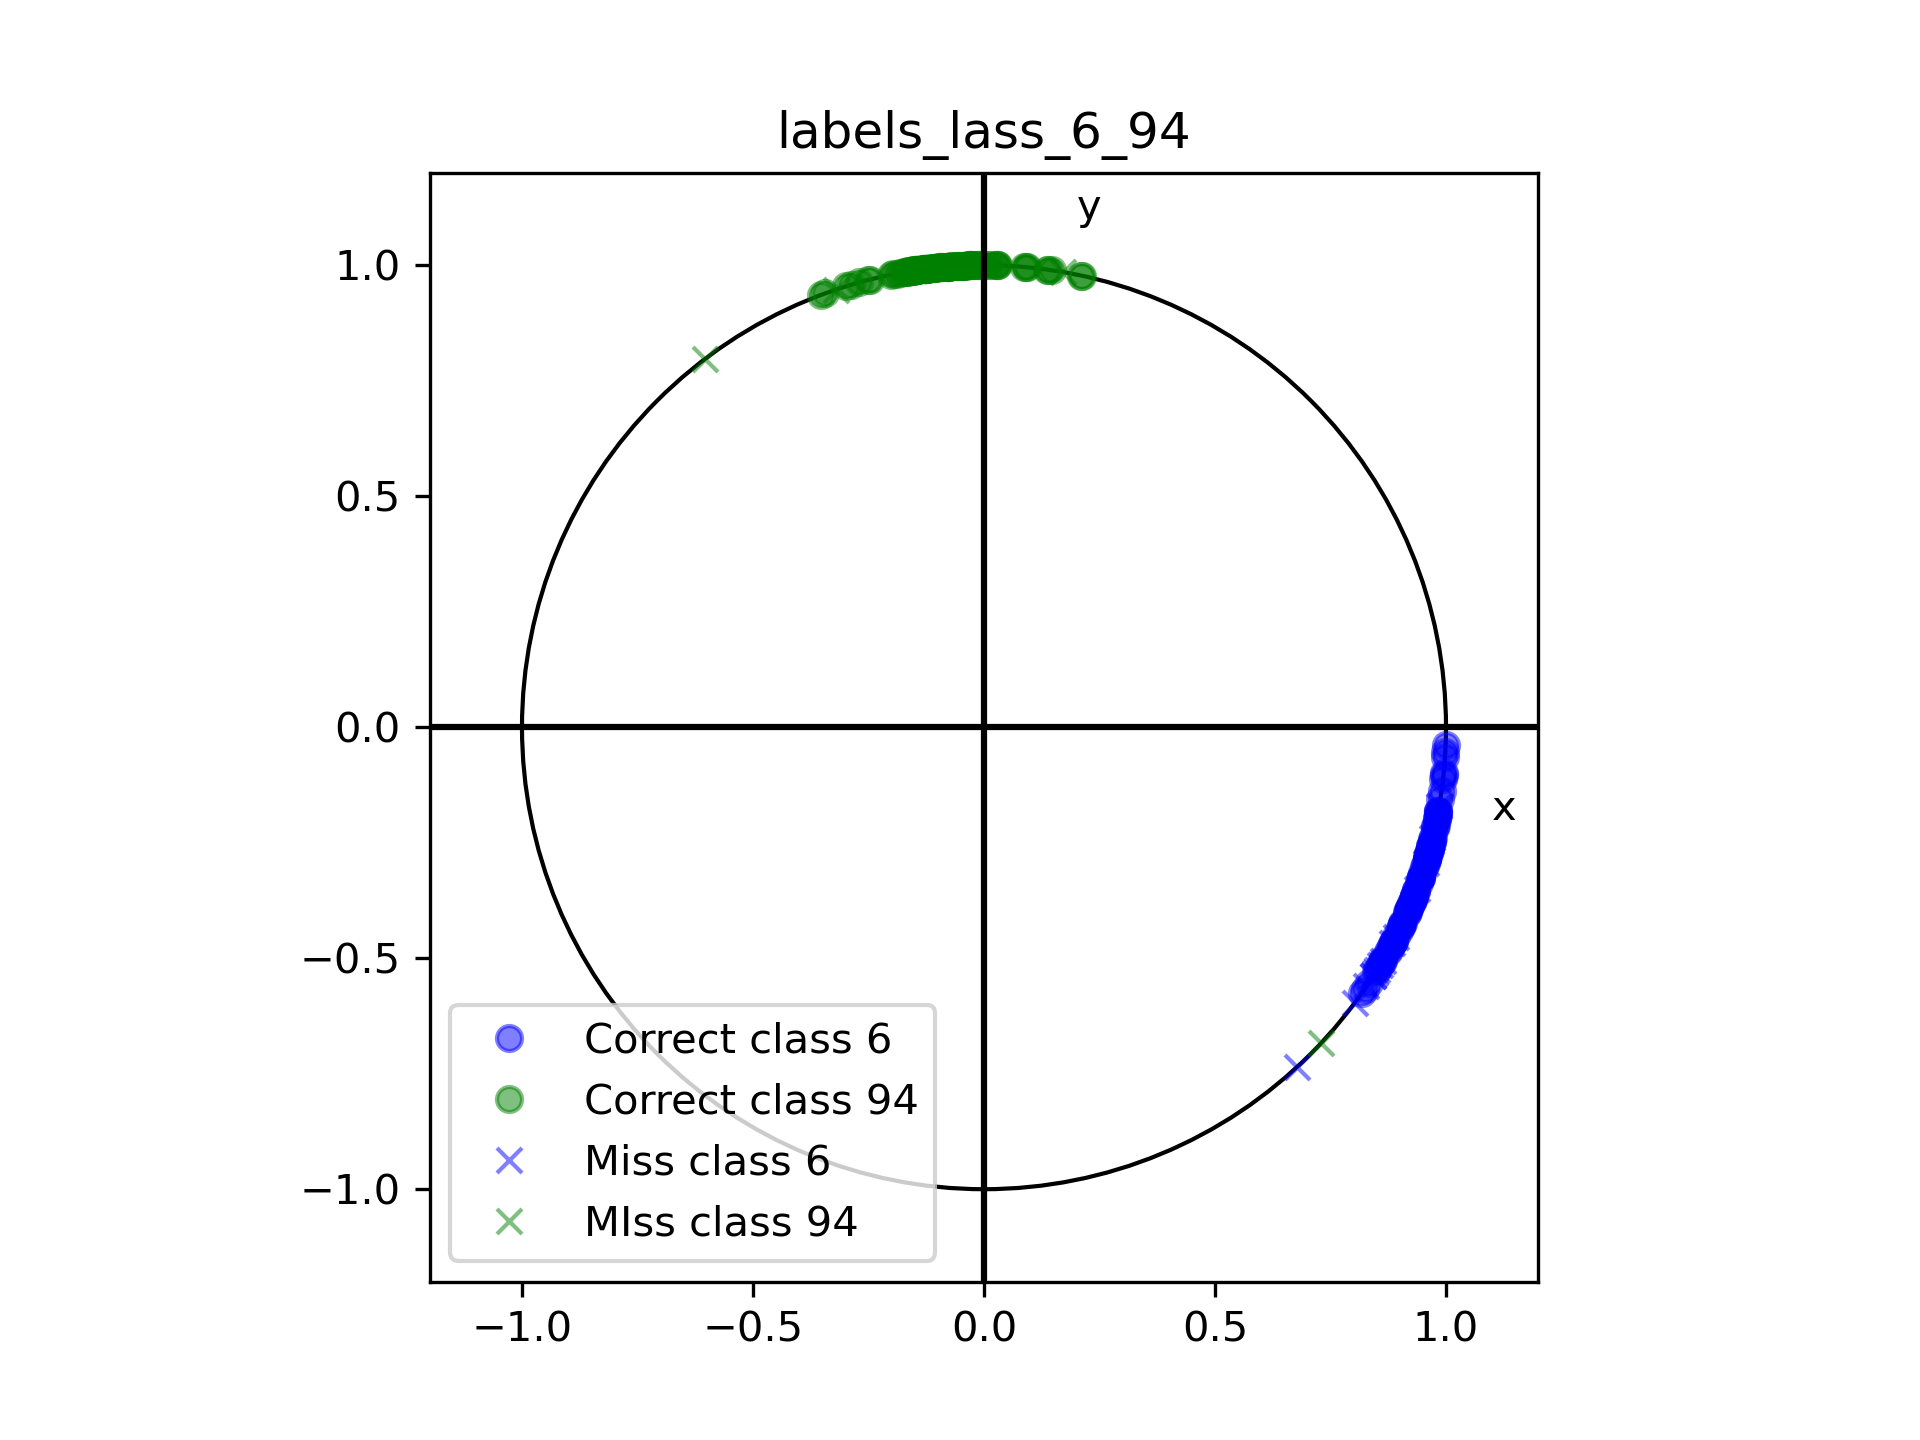 labels_lass_6_94
y
1.0
0.5
0.0
−0.5
−1.0
x
Correct class 6
Correct class 94
Miss class 6
MIss class 94
−1.0 −0.5 0.0 0.5 1.0